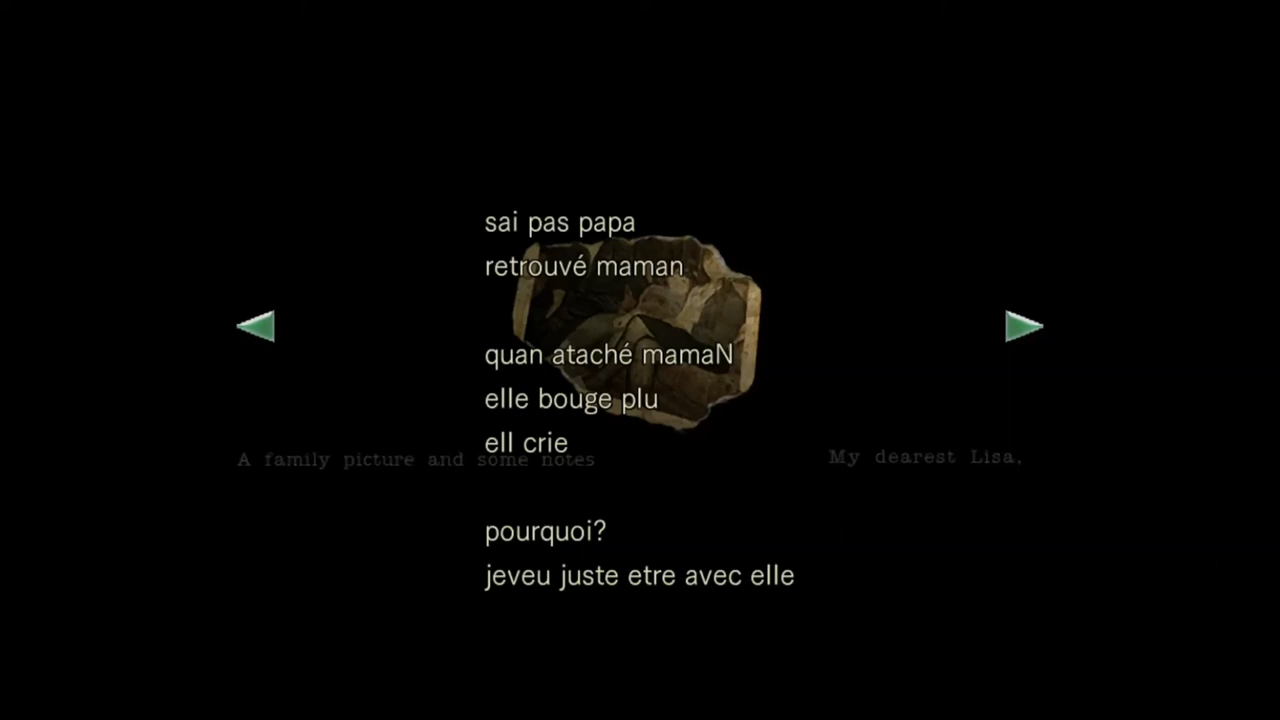 sai pas papa
retrouvé maman
quan ataché mamaN
elle bouge plu
ell crie
A family picture and some notes
My dearest Lisa,
pourquoi?
jeveu juste etre avec elle